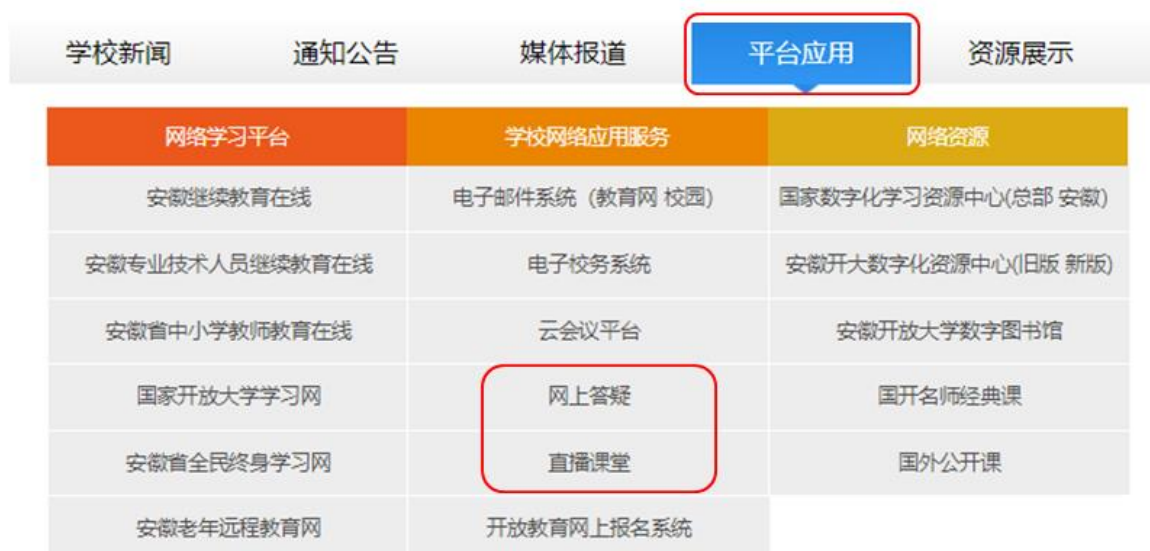 学校新闻 通知公告 媒体报道 平台应用 资源展示
网络学习平台 学校网络应用服务 网络资源
安徽继续教育在线 电子邮件系统（教育网 校园） 国家数字化学习资源中心(总部 安徽)
安徽专业技术人员继续教育在线 电子校务系统 安徽开大数字化资源中心(旧版 新版)
安徽省中小学教师教育在线 云会议平台 安徽开放大学数字图书馆
国家开放大学学习网 网上答疑 国开名师经典课
安徽省全民终身学习网 直播课堂 国外公开课
安徽老年远程教育网 开放教育网上报名系统